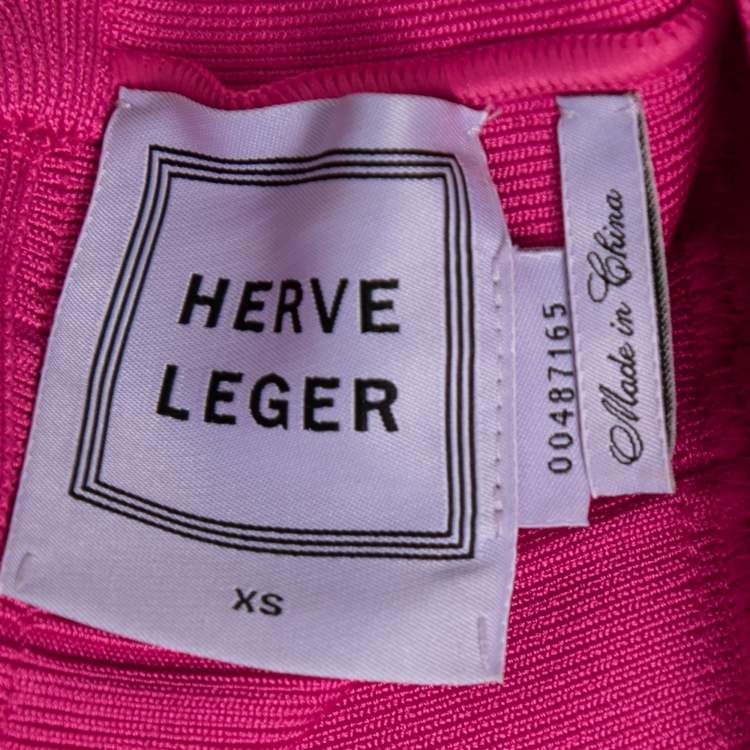 HERVE
LEGER
XS
00487165
Made in China